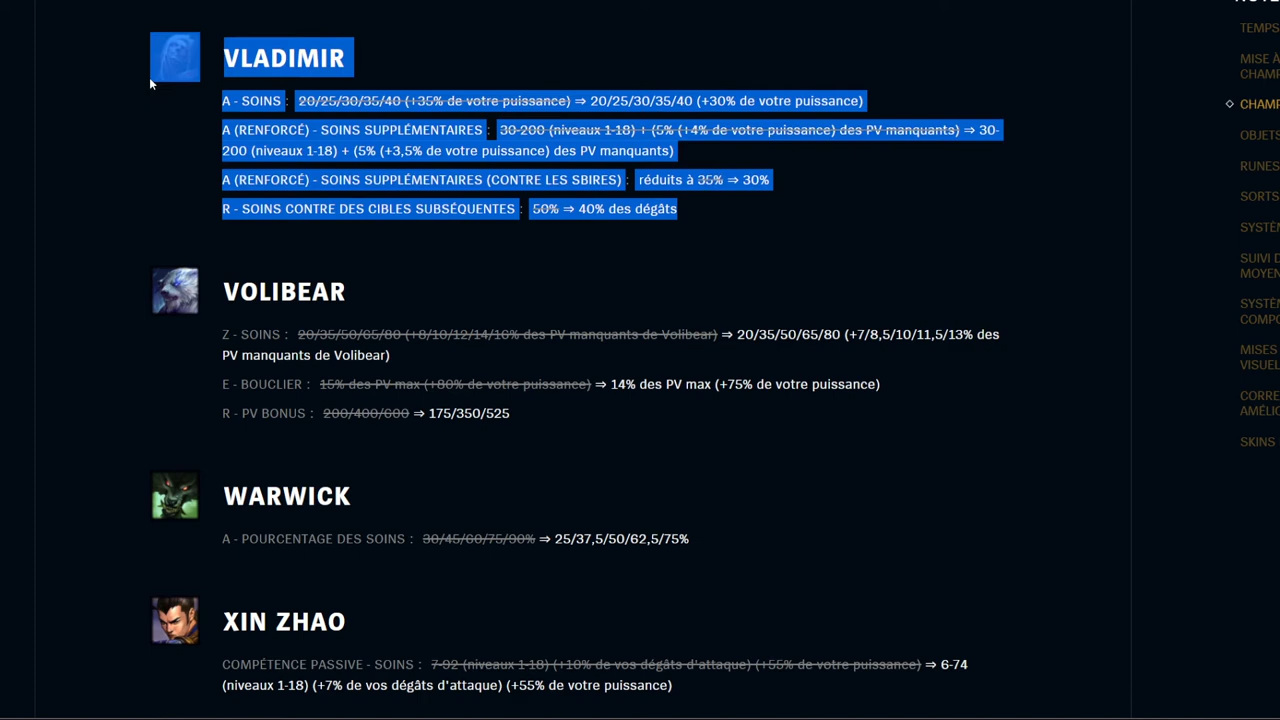 VLADIMIR
A - SOINS : 20/25/30/35/40 (+35% de votre puissance) ⇒ 20/25/30/35/40 (+30% de votre puissance)
A (RENFORCÉ) - SOINS SUPPLÉMENTAIRES : 30-200 (niveaux 1-18) + (5% (+4% de votre puissance) des PV manquants) ⇒ 30-
200 (niveaux 1-18) + (5% (+3,5% de votre puissance) des PV manquants)
A (RENFORCÉ) - SOINS SUPPLÉMENTAIRES (CONTRE LES SBIRES) : réduits à 35% ⇒ 30%
R - SOINS CONTRE DES CIBLES SUBSÉQUENTES : 50% ⇒ 40% des dégâts
VOLIBEAR
Z - SOINS : 20/35/50/65/80 (+8/10/12/14/16% des PV manquants de Volibear) ⇒ 20/35/50/65/80 (+7/8,5/10/11,5/13% des
PV manquants de Volibear)
E - BOUCLIER : 15% des PV max (+80% de votre puissance) ⇒ 14% des PV max (+75% de votre puissance)
R - PV BONUS : 200/400/600 ⇒ 175/350/525
WARWICK
A - POURCENTAGE DES SOINS : 30/45/60/75/90% ⇒ 25/37,5/50/62,5/75%
XIN ZHAO
COMPÉTENCE PASSIVE - SOINS : 7-92 (niveaux 1-18) (+10% de vos dégâts d'attaque) (+55% de votre puissance) ⇒ 6-74
(niveaux 1-18) (+7% de vos dégâts d'attaque) (+55% de votre puissance)
TEMPS
MISE À
CHAMP
CHAMP
OBJETS
RUNES
SORTS
SYSTÈM
SUIVI D
MOYEN
SYSTÈM
COMPO
MISES
VISUEL
CORRE
AMÉLIO
SKINS